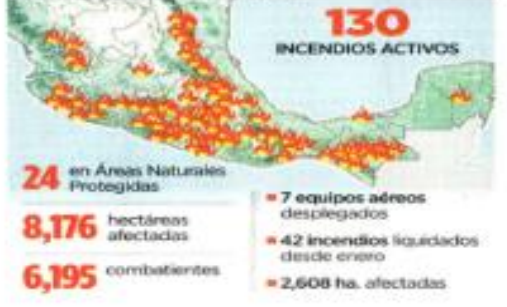 130
INCENDIOS ACTIVOS
24 en Áreas Naturales
Protegidas
8,176 hectáreas
afectadas
6,195 combatientes
7 equipos aéreos
desplegados
42 incendios liquidados
desde enero
2,608 ha. afectadas